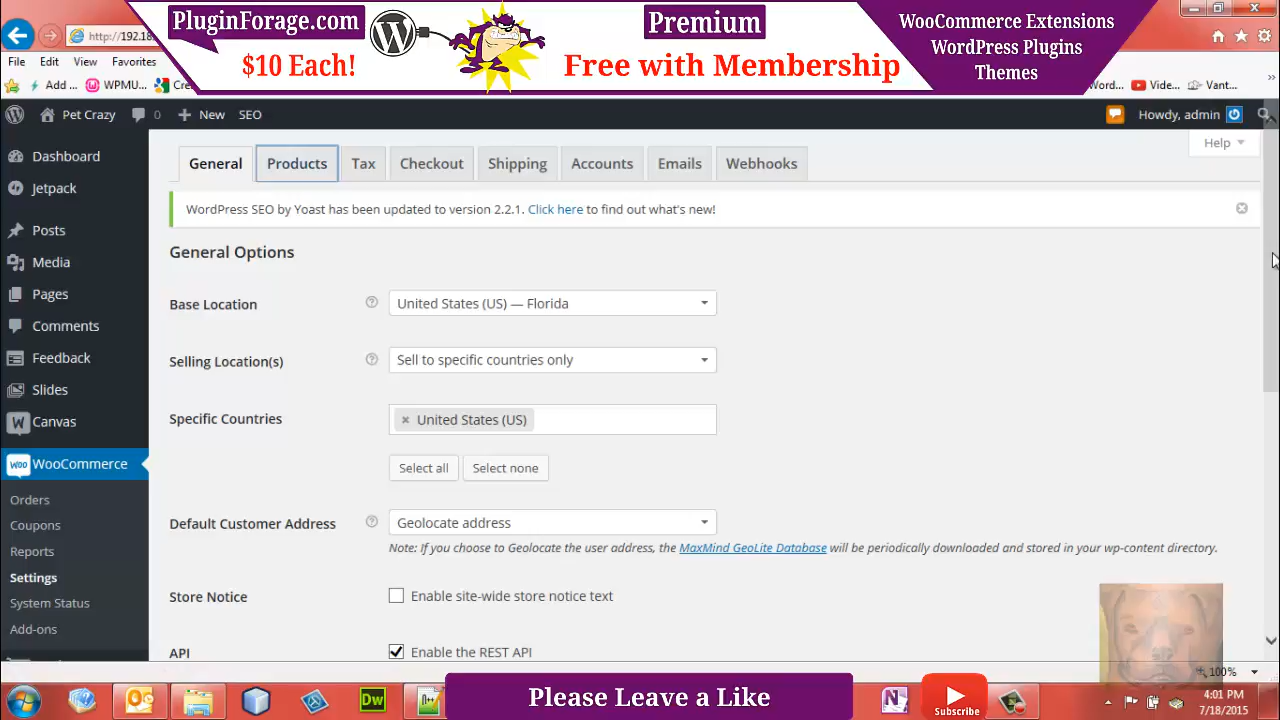 PluginForage.com
$10 Each!
Premium
Free with Membership
WooCommerce Extensions
WordPress Plugins
Themes
http://192.18
File Edit View Favorites
Add ... WPMU... Cre Word... Vide... Vant...
Pet Crazy 0 New SEO Howdy, admin
Help
General Products Tax Checkout Shipping Accounts Emails Webhooks
WordPress SEO by Yoast has been updated to version 2.2.1. Click here to find out what's new!
Dashboard
Jetpack
Posts
Media
Pages
Comments
Feedback
Slides
Canvas
WooCommerce
Orders
Coupons
Reports
Settings
System Status
Add-ons
General Options
Base Location United States (US) — Florida
Selling Location(s) Sell to specific countries only
Specific Countries × United States (US)
Select all Select none
Default Customer Address Geolocate address
Note: If you choose to Geolocate the user address, the MaxMind GeoLite Database will be periodically downloaded and stored in your wp-content directory.
Store Notice Enable site-wide store notice text
API Enable the REST API
100%
Dw
Please Leave a Like
Subscribe
4:01 PM
7/18/2015